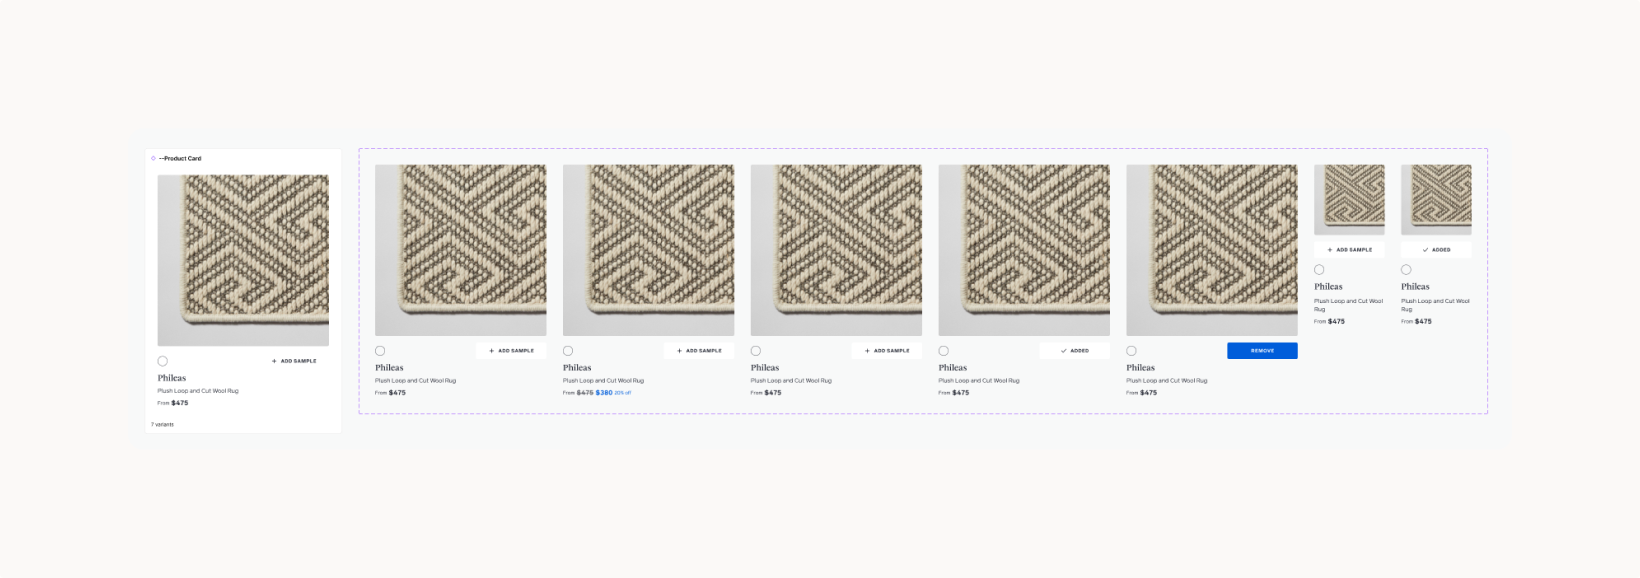 --Product Card
+ ADD SAMPLE
Phileas
Plush Loop and Cut Wool Rug
From $475
7 variants
+ ADD SAMPLE
Phileas
Plush Loop and Cut Wool Rug
From $475
+ ADD SAMPLE
Phileas
Plush Loop and Cut Wool Rug
From $475 $380 20% off
+ ADD SAMPLE
Phileas
Plush Loop and Cut Wool Rug
From $475
✓ ADDED
Phileas
Plush Loop and Cut Wool Rug
From $475
REMOVE
Phileas
Plush Loop and Cut Wool Rug
From $475
+ ADD SAMPLE
Phileas
Plush Loop and Cut Wool
Rug
From $475
✓ ADDED
Phileas
Plush Loop and Cut Wool
Rug
From $475